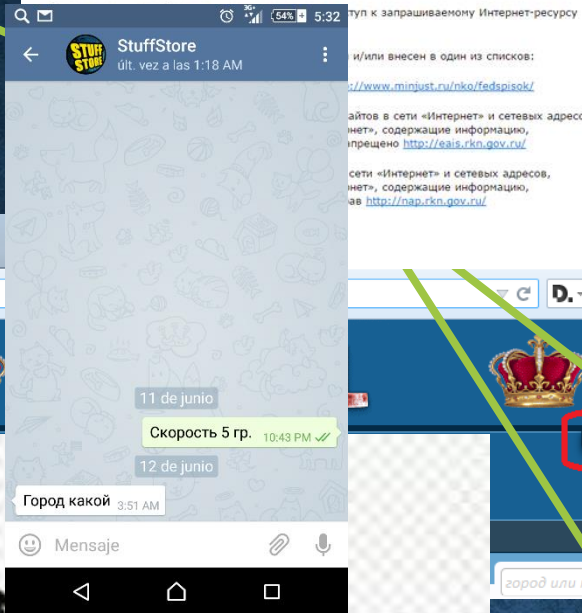 3G+
54%
5:32
STUFF
STORE
StuffStore
últ. vez a las 1:18 AM
11 de junio
Скорость 5 гр. 10:43 PM
12 de junio
Город какой 3:51 AM
Mensaje
туп к запрашиваемому Интернет-ресурсу
и/или внесен в один из списков:
://www.minjust.ru/nko/fedspisok/
айтов в сети «Интернет» и сетевых адресо
нет», содержащие информацию,
прещено http://eais.rkn.gov.ru/
сети «Интернет» и сетевых адресов,
нет», содержащие информацию,
ав http://nap.rkn.gov.ru/
D.
город или